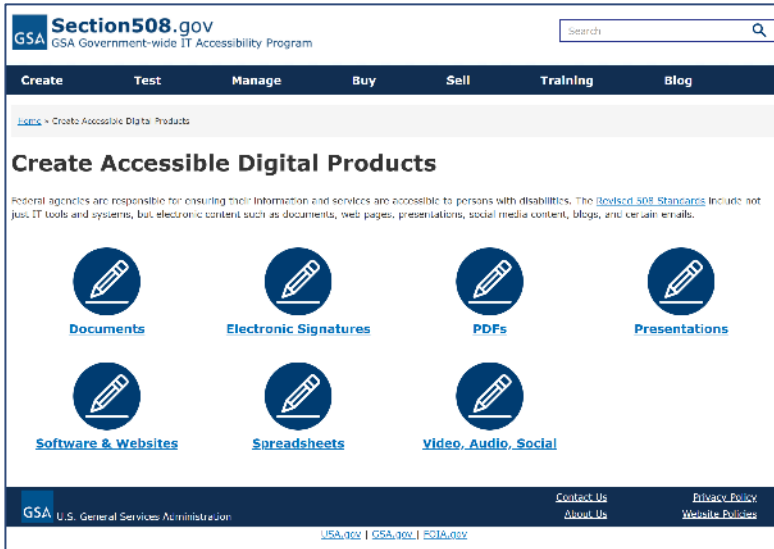 GSA
Section508.gov
GSA Government-wide IT Accessibility Program
Search
Create Test Manage Buy Sell Training Blog
Home > Create Accessible Digital Products
Create Accessible Digital Products
Federal agencies are responsible for ensuring their information and services are accessible to persons with disabilities. The Revised 508 Standards include not
just IT tools and systems, but electronic content such as documents, web pages, presentations, social media content, blogs, and certain emails.
Documents Electronic Signatures PDFs Presentations
Software & Websites Spreadsheets Video, Audio, Social
Contact Us Privacy Policy
GSA U.S. General Services Administration About Us Website Policies
USA.gov | GSA.gov | FOIA.gov